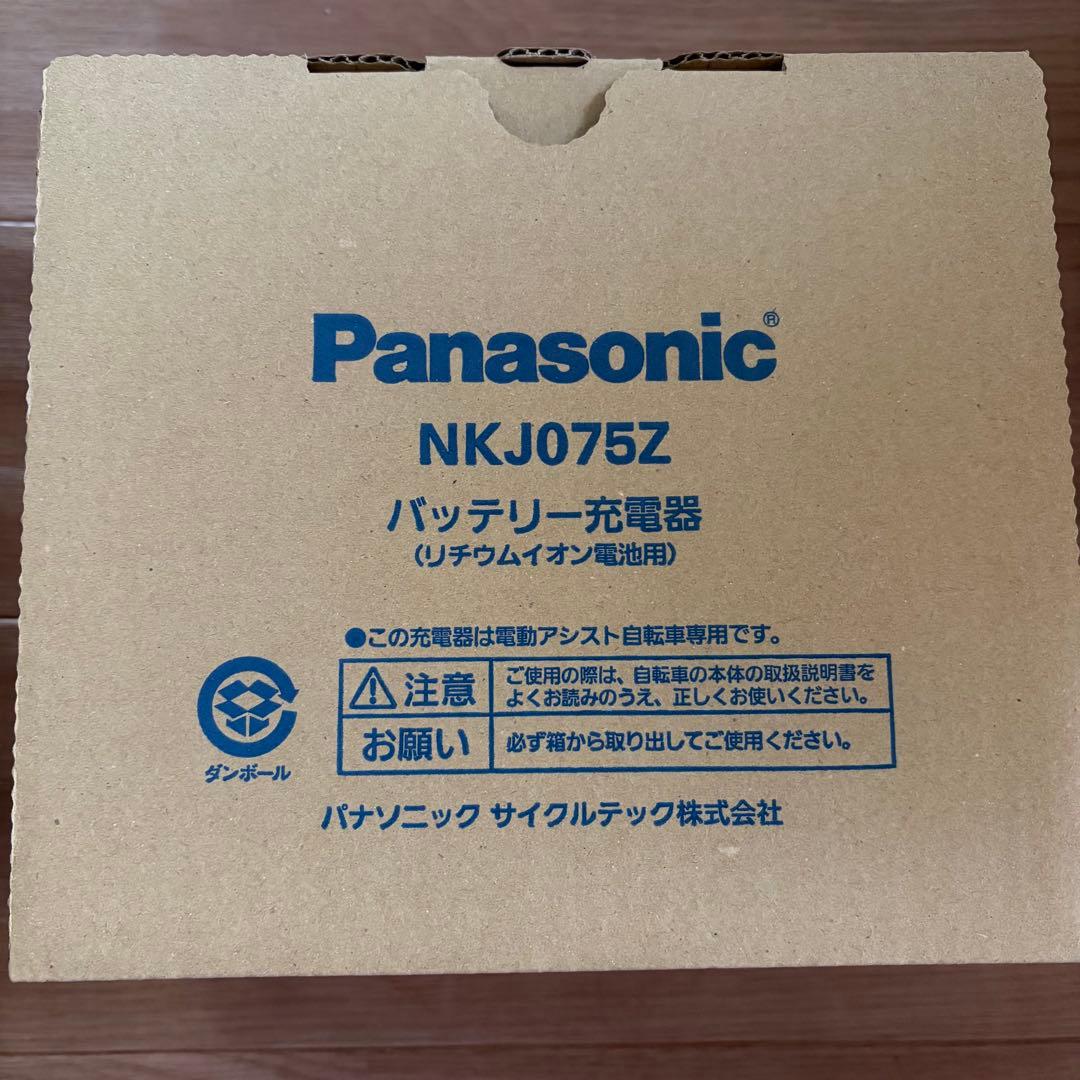 Panasonic®
NKJ075Z
バッテリー充電器
(リチウムイオン電池用)
●この充電器は電動アシスト自転車専用です。
注意
ご使用の際は、自転車の本体の取扱説明書を
よくお読みのうえ、正しくお使いください。
お願い
必ず箱から取り出してご使用ください。
ダンボール
パナソニック サイクルテック株式会社